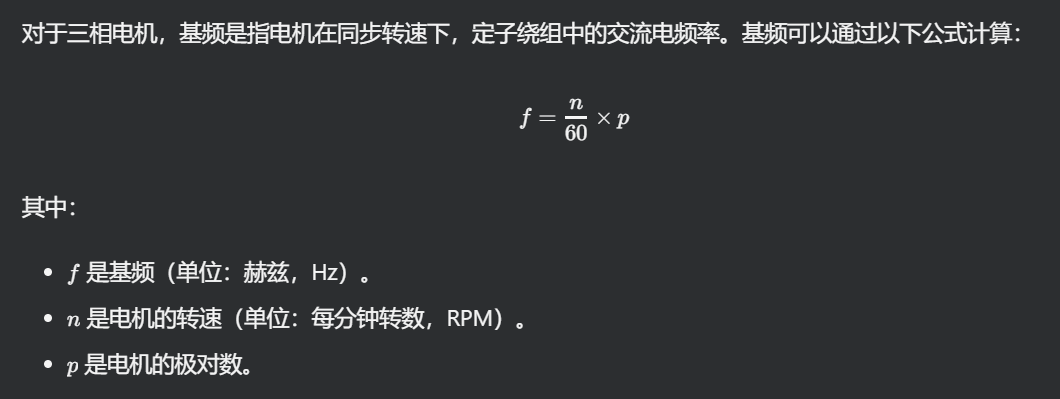 对于三相电机，基频是指电机在同步转速下，定子绕组中的交流电频率。基频可以通过以下公式计算：
f = n/60 × p
其中：
• f 是基频（单位：赫兹，Hz）。
• n 是电机的转速（单位：每分钟转数，RPM）。
• p 是电机的极对数。